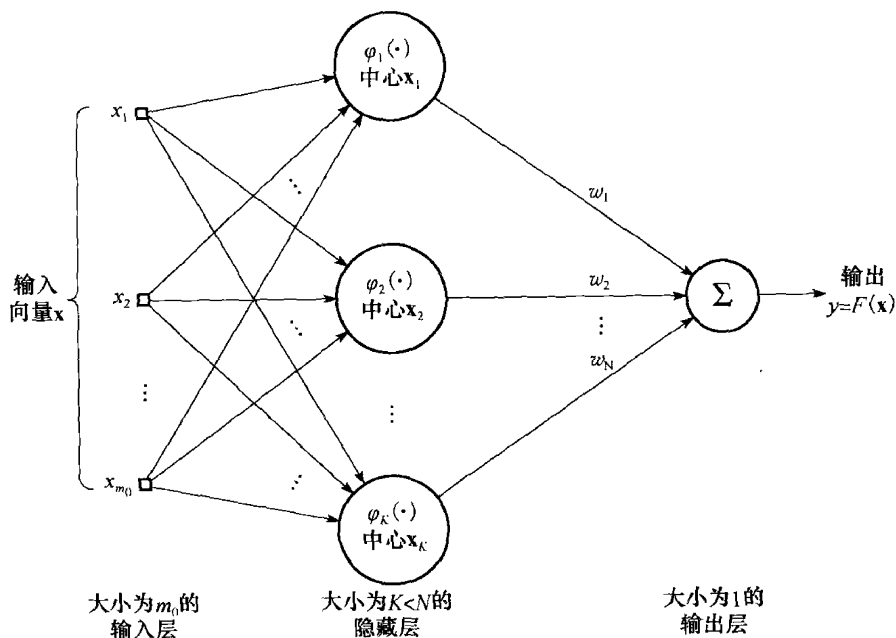 φ₁(·)
中心x₁
x₁
w₁
输入
向量x
x₂
φ₂(·)
中心x₂
w₂
Σ
输出
y=F(x)
w_N
x_{m₀}
φ_K(·)
中心x_K
大小为m₀的
输入层
大小为K<N的
隐藏层
大小为1的
输出层